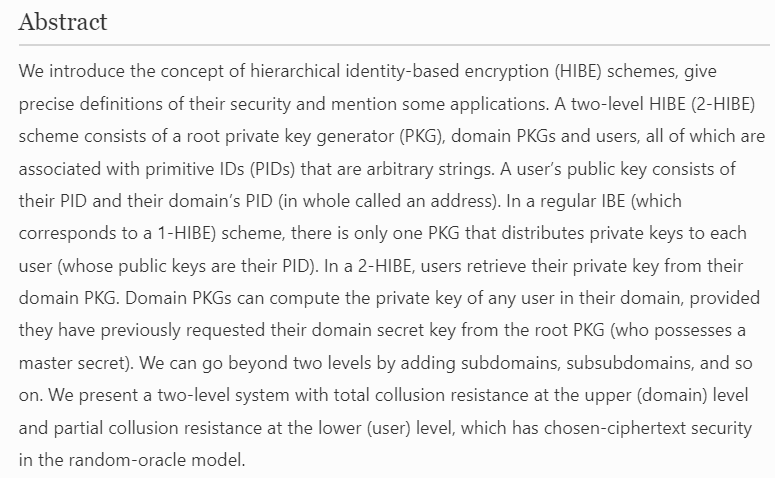 Abstract
We introduce the concept of hierarchical identity-based encryption (HIBE) schemes, give
precise definitions of their security and mention some applications. A two-level HIBE (2-HIBE)
scheme consists of a root private key generator (PKG), domain PKGs and users, all of which are
associated with primitive IDs (PIDs) that are arbitrary strings. A user’s public key consists of
their PID and their domain’s PID (in whole called an address). In a regular IBE (which
corresponds to a 1-HIBE) scheme, there is only one PKG that distributes private keys to each
user (whose public keys are their PID). In a 2-HIBE, users retrieve their private key from their
domain PKG. Domain PKGs can compute the private key of any user in their domain, provided
they have previously requested their domain secret key from the root PKG (who possesses a
master secret). We can go beyond two levels by adding subdomains, subsubdomains, and so
on. We present a two-level system with total collusion resistance at the upper (domain) level
and partial collusion resistance at the lower (user) level, which has chosen-ciphertext security
in the random-oracle model.